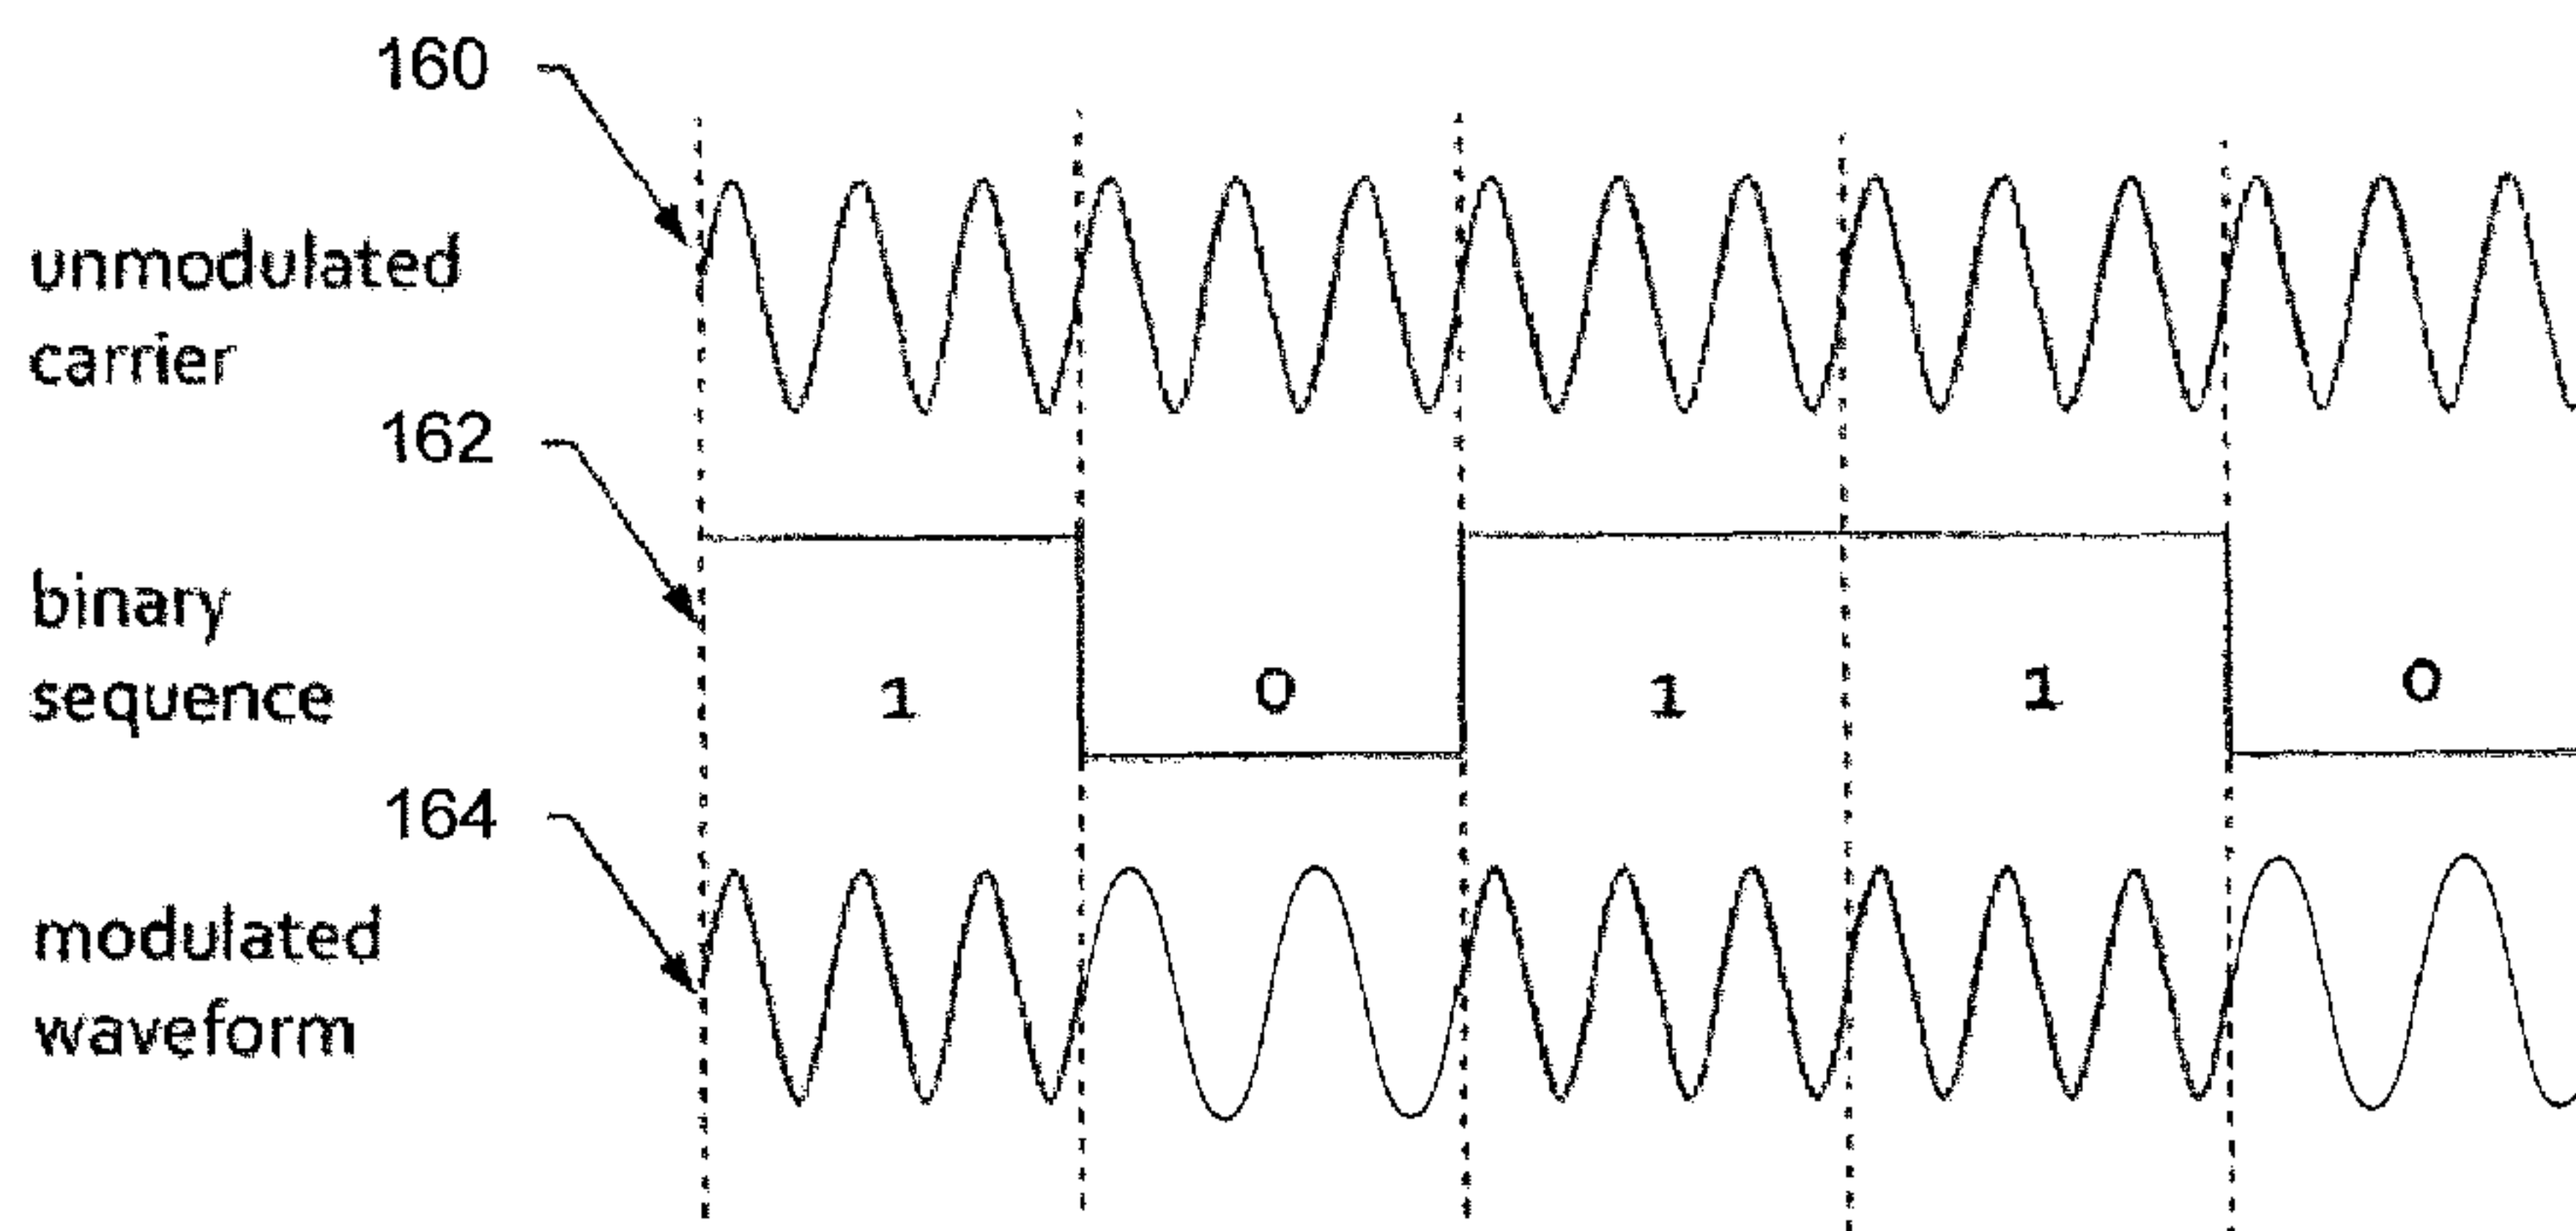 160
unmodulated
carrier
162
binary
sequence
1 0 1 1 0
164
modulated
waveform